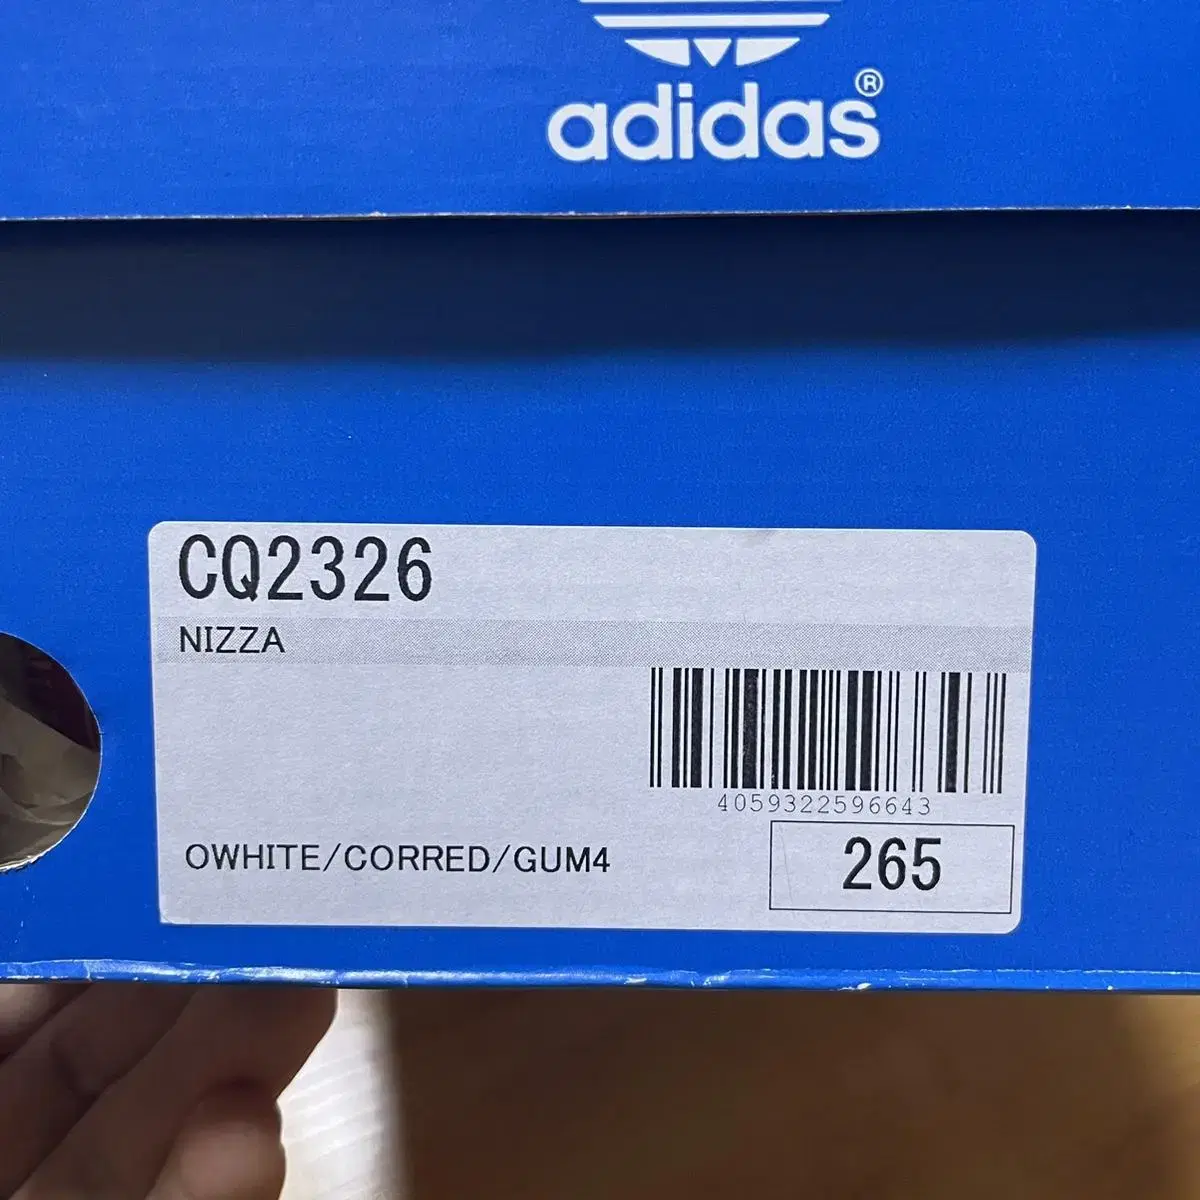 adidas®
CQ2326
NIZZA
4059322596643
OWHITE/CORRED/GUM4
265